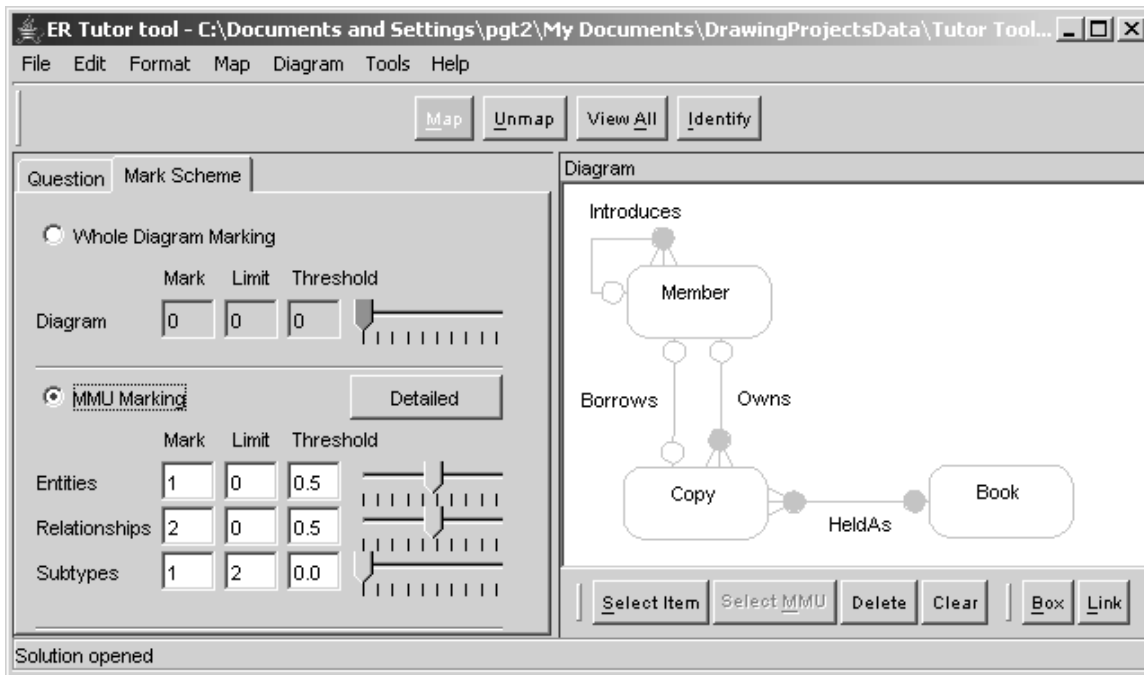 ER Tutor tool - C:\Documents and Settings\pgt2\My Documents\DrawingProjectsData\Tutor Tool...
File Edit Format Map Diagram Tools Help
Map Unmap View All Identify
Question Mark Scheme
Whole Diagram Marking
Mark Limit Threshold
Diagram 0 0 0
MMU Marking Detailed
Mark Limit Threshold
Entities 1 0 0.5
Relationships 2 0 0.5
Subtypes 1 2 0.0
Diagram
Introduces
Member
Borrows Owns
Copy Book
HeldAs
Select Item Select MMU Delete Clear Box Link
Solution opened